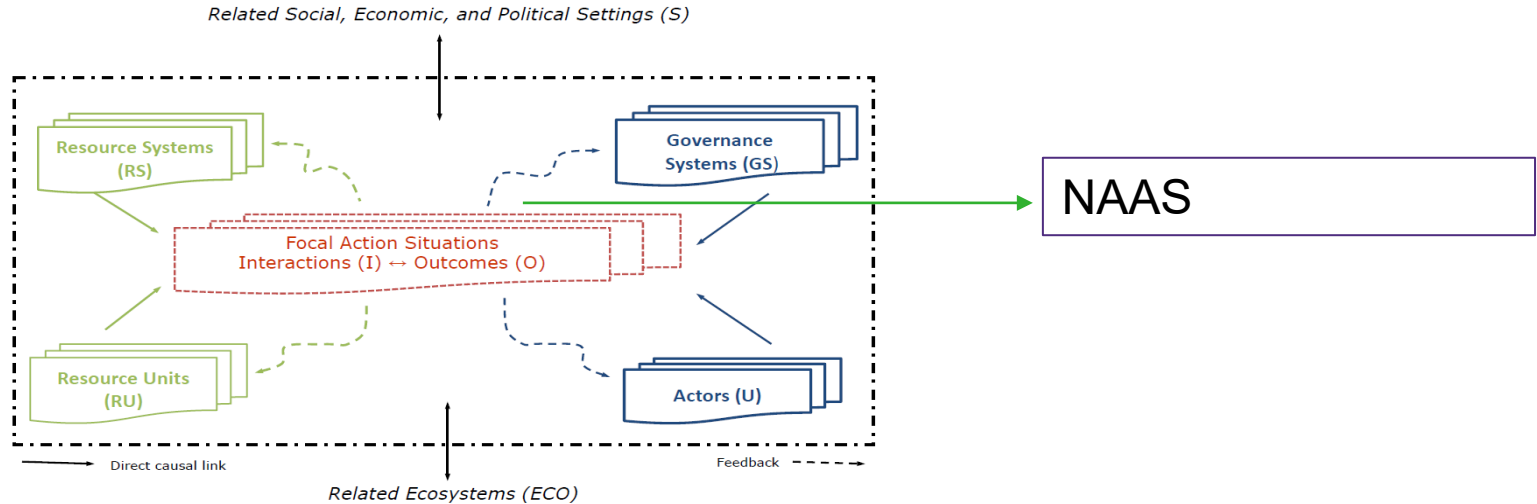 Related Social, Economic, and Political Settings (S)
Resource Systems
(RS)
Governance
Systems (GS)
NAAS
Focal Action Situations
Interactions (I) ↔ Outcomes (O)
Resource Units
(RU)
Actors (U)
Direct causal link
Feedback
Related Ecosystems (ECO)